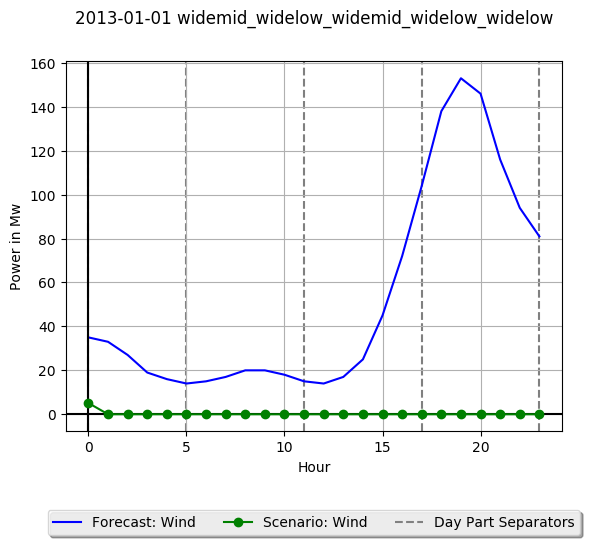 2013-01-01 widemid_widelow_widemid_widelow_widelow
160
140
120
100
80
60
40
20
0
Power in Mw
0 5 10 15 20
Hour
Forecast: Wind Scenario: Wind Day Part Separators